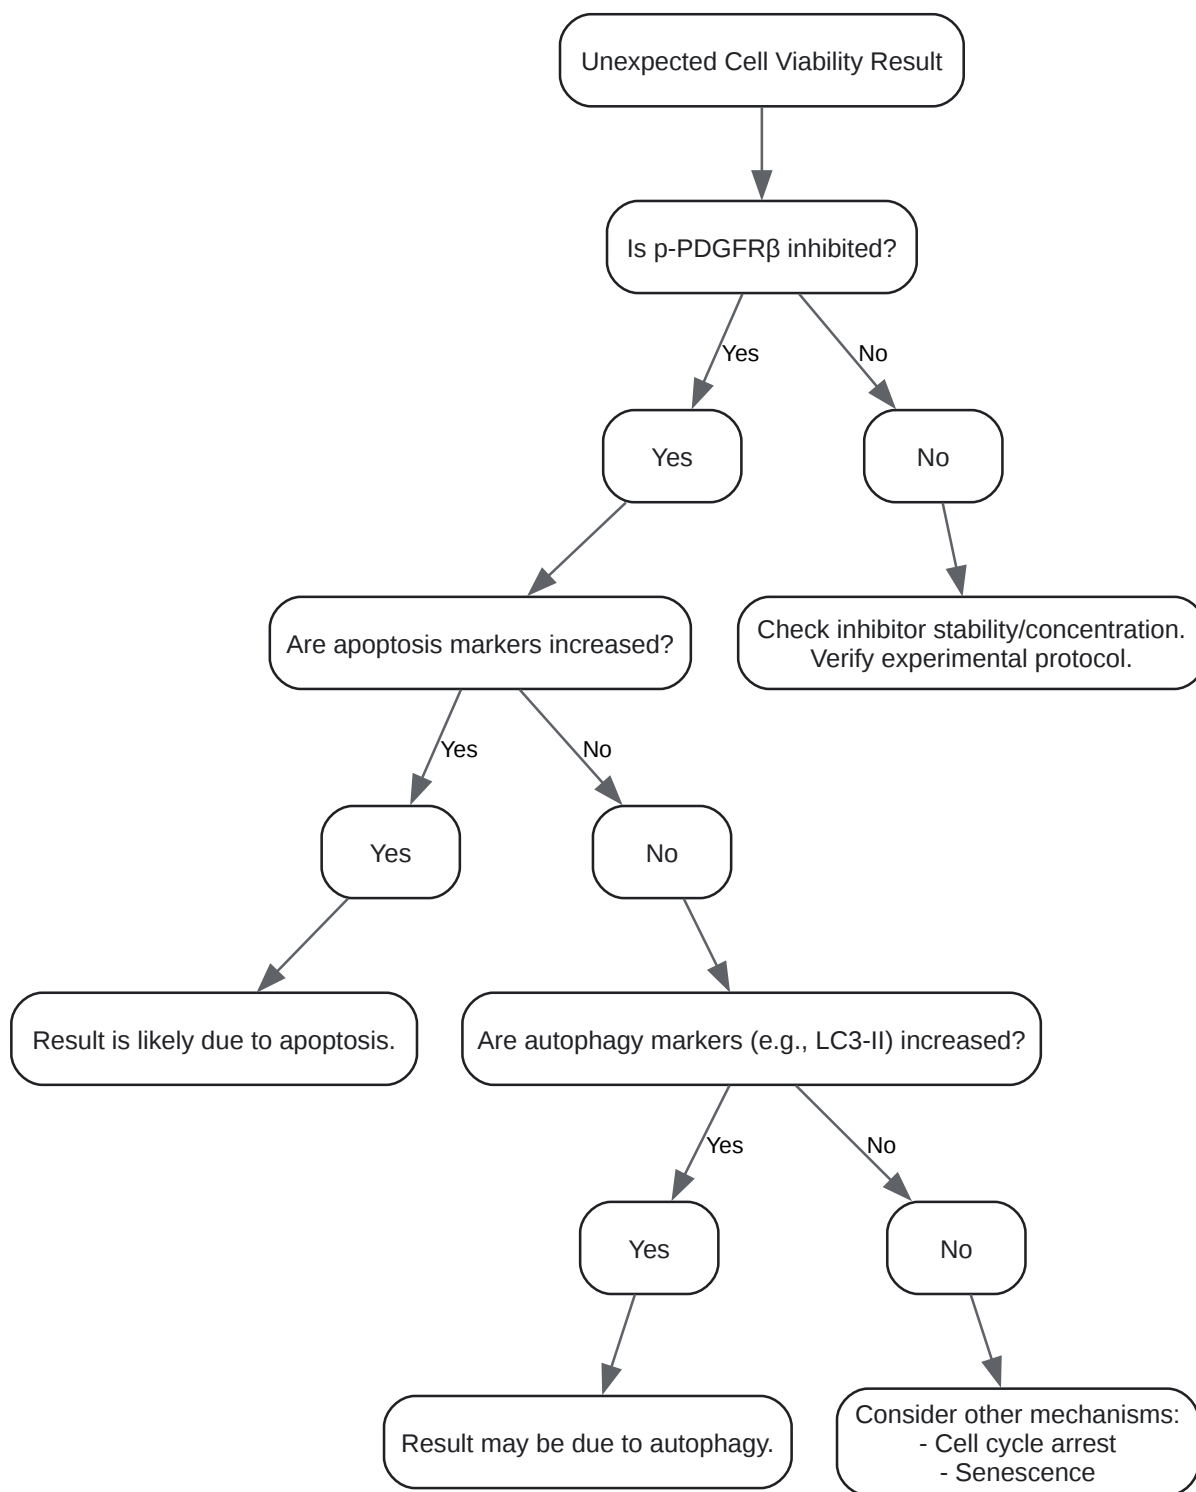 Unexpected Cell Viability Result
Is p-PDGFRβ inhibited?
Yes
No
Yes
No
Are apoptosis markers increased?
Check inhibitor stability/concentration.
Verify experimental protocol.
Yes
No
Yes
No
Result is likely due to apoptosis.
Are autophagy markers (e.g., LC3-II) increased?
Yes
No
Yes
No
Result may be due to autophagy.
Consider other mechanisms:
- Cell cycle arrest
- Senescence